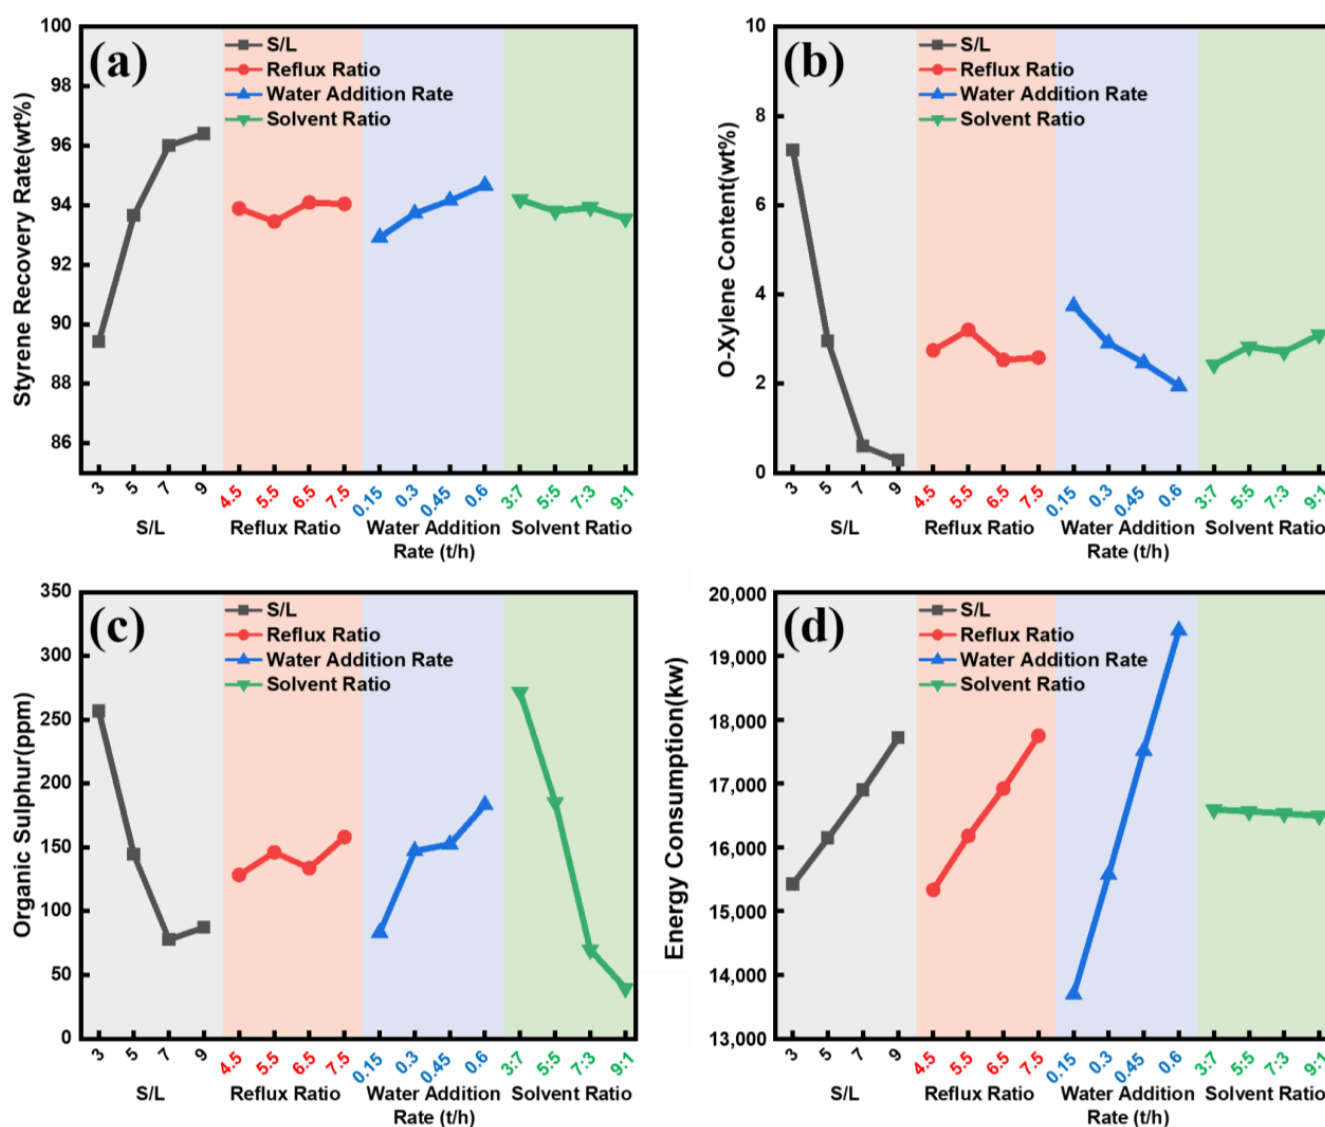 (a)
S/L
Reflux Ratio
Water Addition Rate
Solvent Ratio
Styrene Recovery Rate(wt%)
100
98
96
94
92
90
88
86
3 5 7 9 4.5 5.5 6.5 7.5 0.15 0.3 0.45 0.6 3:7 5:5 7:3 9:1
S/L Reflux Ratio Water Addition Solvent Ratio
Rate (t/h)
(b)
S/L
Reflux Ratio
Water Addition Rate
Solvent Ratio
O-Xylene Content(wt%)
10
8
6
4
2
0
3 5 7 9 4.5 5.5 6.5 7.5 0.15 0.3 0.45 0.6 3:7 5:5 7:3 9:1
S/L Reflux Ratio Water Addition Solvent Ratio
Rate (t/h)
(c)
S/L
Reflux Ratio
Water Addition Rate
Solvent Ratio
Organic Sulphur(ppm)
350
300
250
200
150
100
50
0
3 5 7 9 4.5 5.5 6.5 7.5 0.15 0.3 0.45 0.6 3:7 5:5 7:3 9:1
S/L Reflux Ratio Water Addition Solvent Ratio
Rate (t/h)
(d)
S/L
Reflux Ratio
Water Addition Rate
Solvent Ratio
Energy Consumption(kw)
20,000
19,000
18,000
17,000
16,000
15,000
14,000
13,000
3 5 7 9 4.5 5.5 6.5 7.5 0.15 0.3 0.45 0.6 3:7 5:5 7:3 9:1
S/L Reflux Ratio Water Addition Solvent Ratio
Rate (t/h)